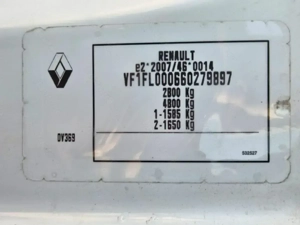 RENAULT
e2*2007/46*0014
VF1FL000660279897
2800 Kg
4800 Kg
1-1585 Kg
2-1650 Kg
DV369